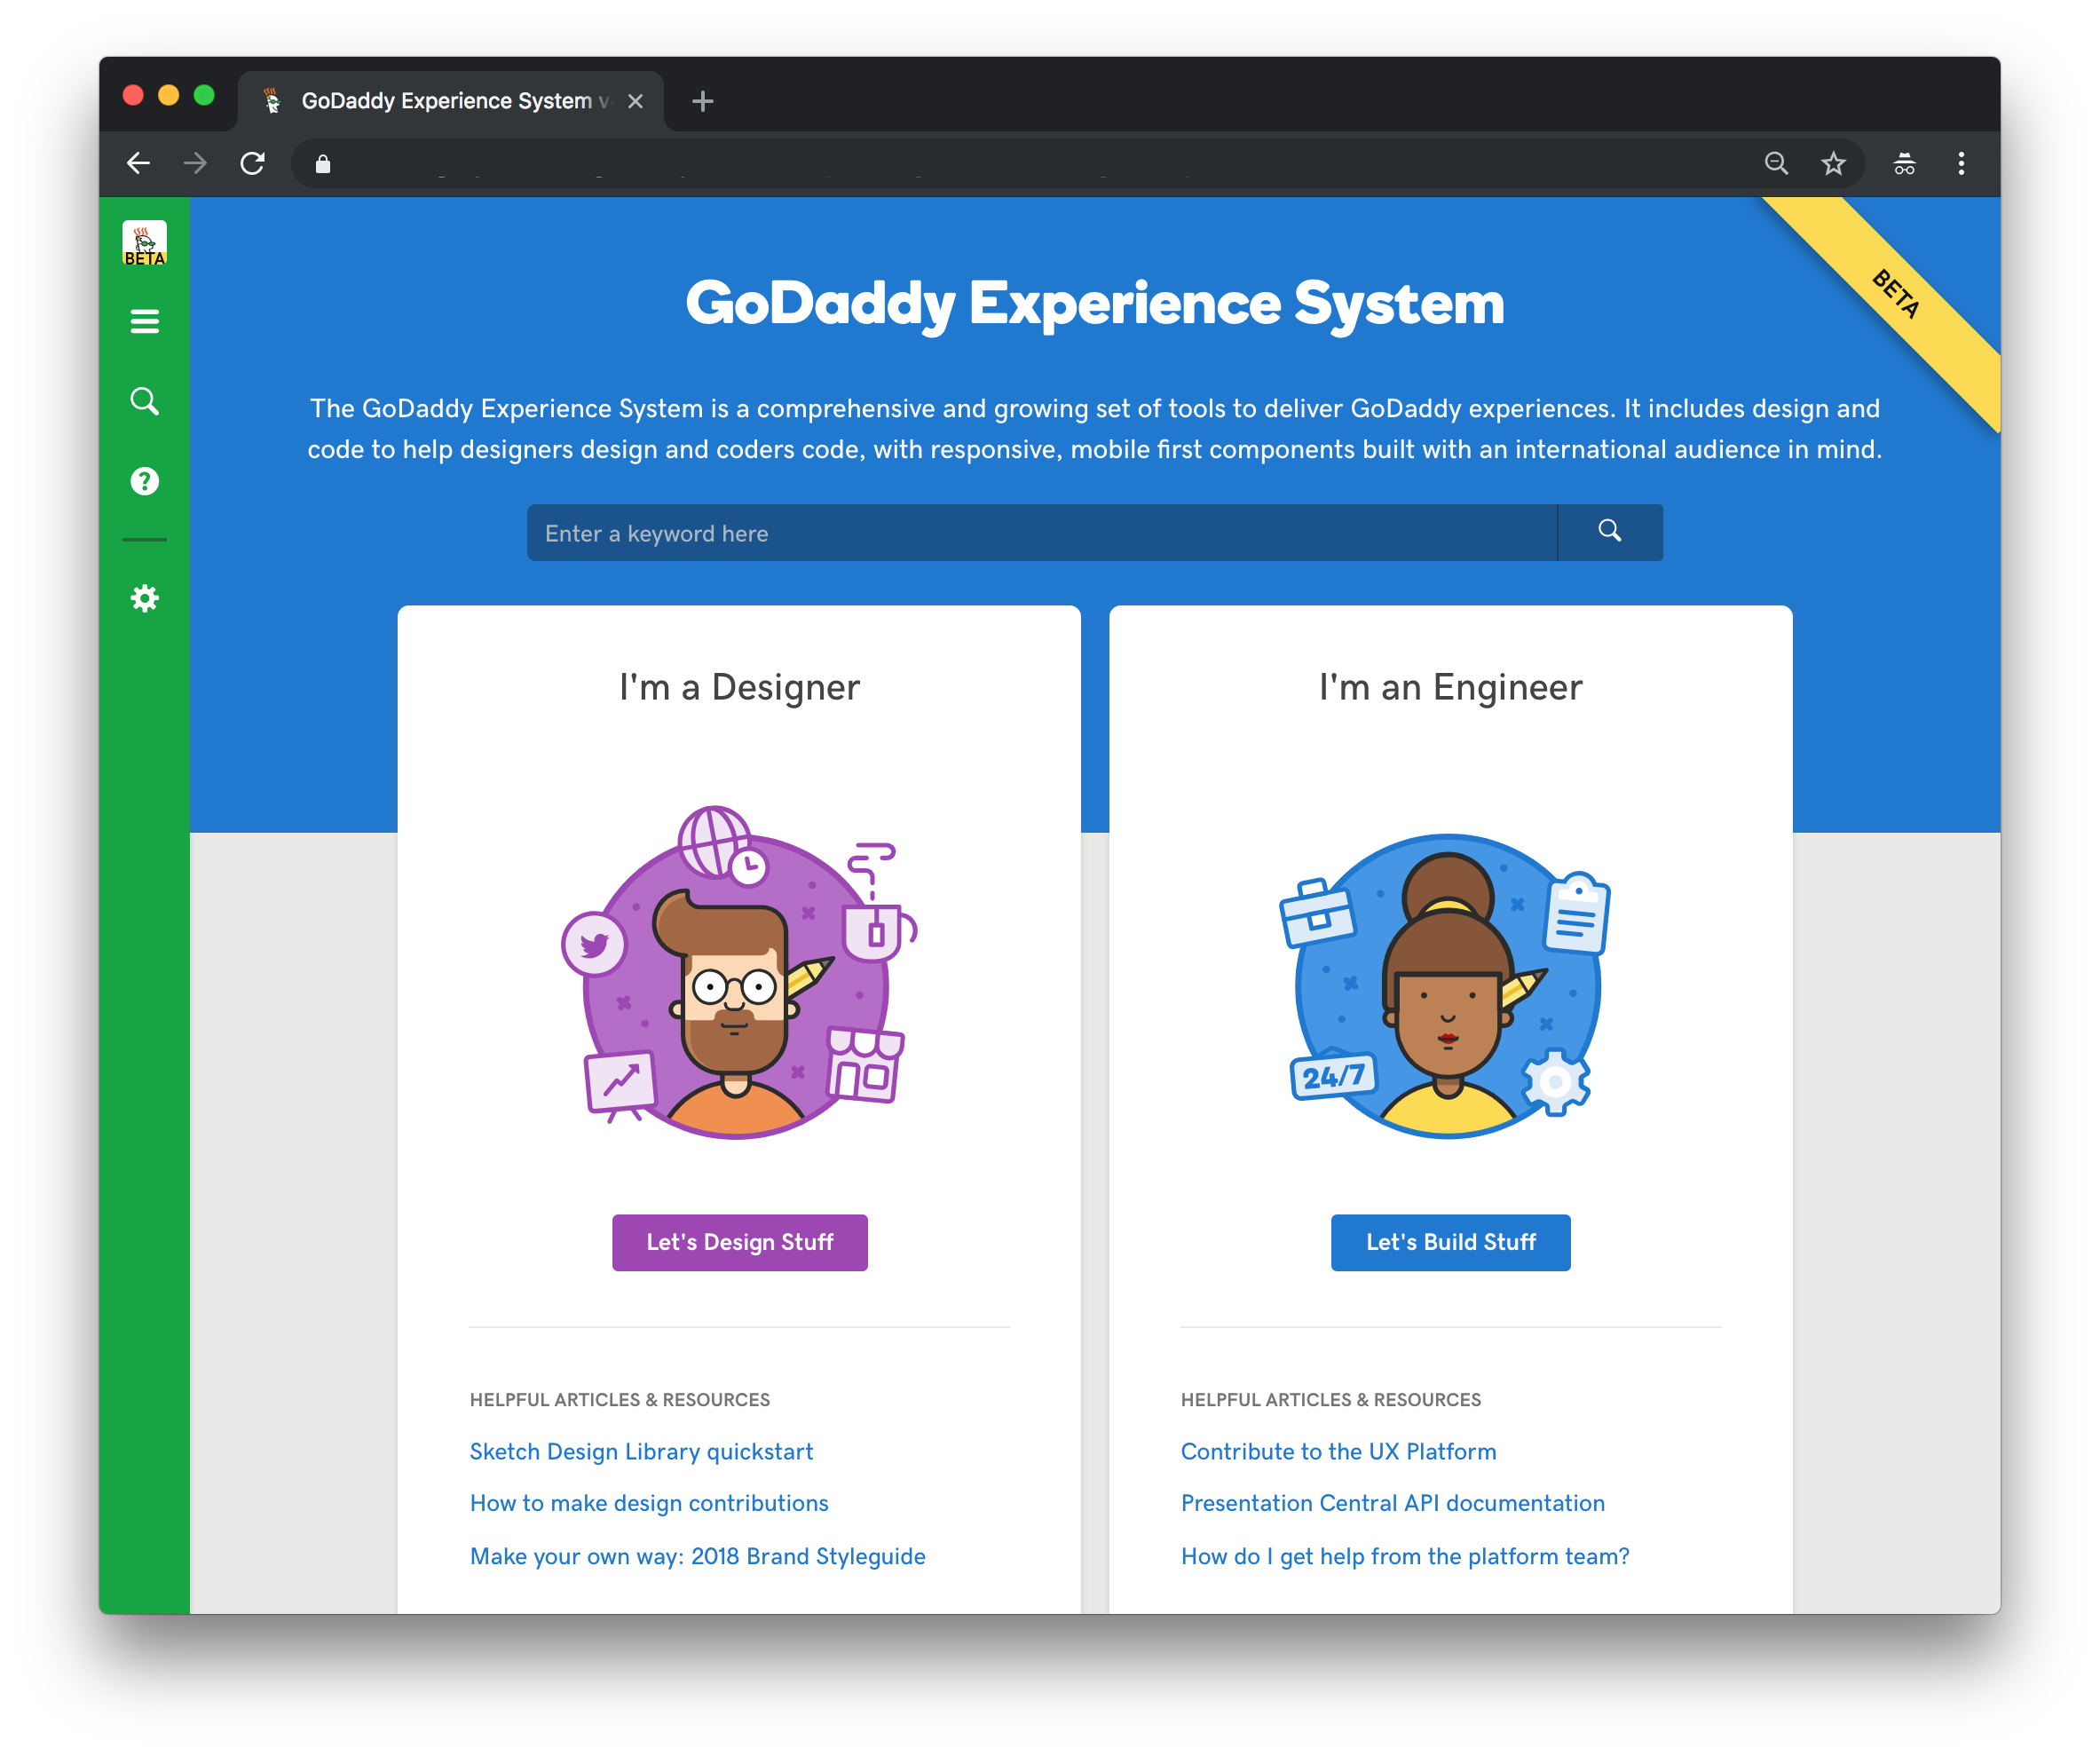 GoDaddy Experience System v
BETA
BETA
GoDaddy Experience System
The GoDaddy Experience System is a comprehensive and growing set of tools to deliver GoDaddy experiences. It includes design and
code to help designers design and coders code, with responsive, mobile first components built with an international audience in mind.
Enter a keyword here
I'm a Designer
Let's Design Stuff
HELPFUL ARTICLES & RESOURCES
Sketch Design Library quickstart
How to make design contributions
Make your own way: 2018 Brand Styleguide
I'm an Engineer
24/7
Let's Build Stuff
HELPFUL ARTICLES & RESOURCES
Contribute to the UX Platform
Presentation Central API documentation
How do I get help from the platform team?